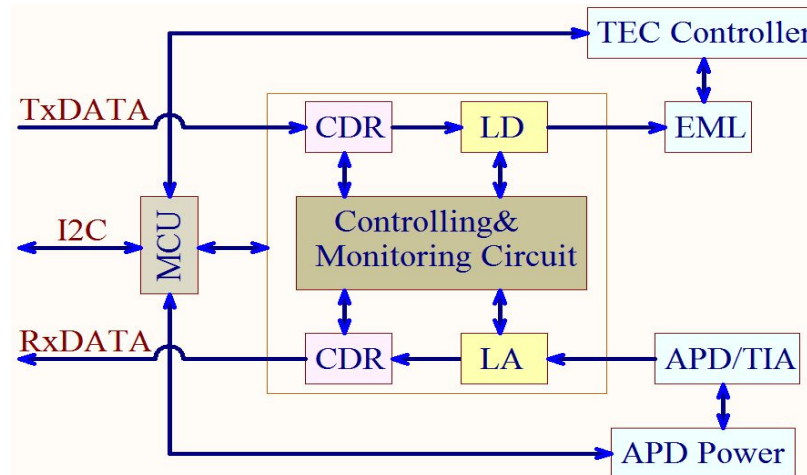 TEC Controller
TxDATA
CDR
LD
EML
I2C
MCU
Controlling&
Monitoring Circuit
RxDATA
CDR
LA
APD/TIA
APD Power